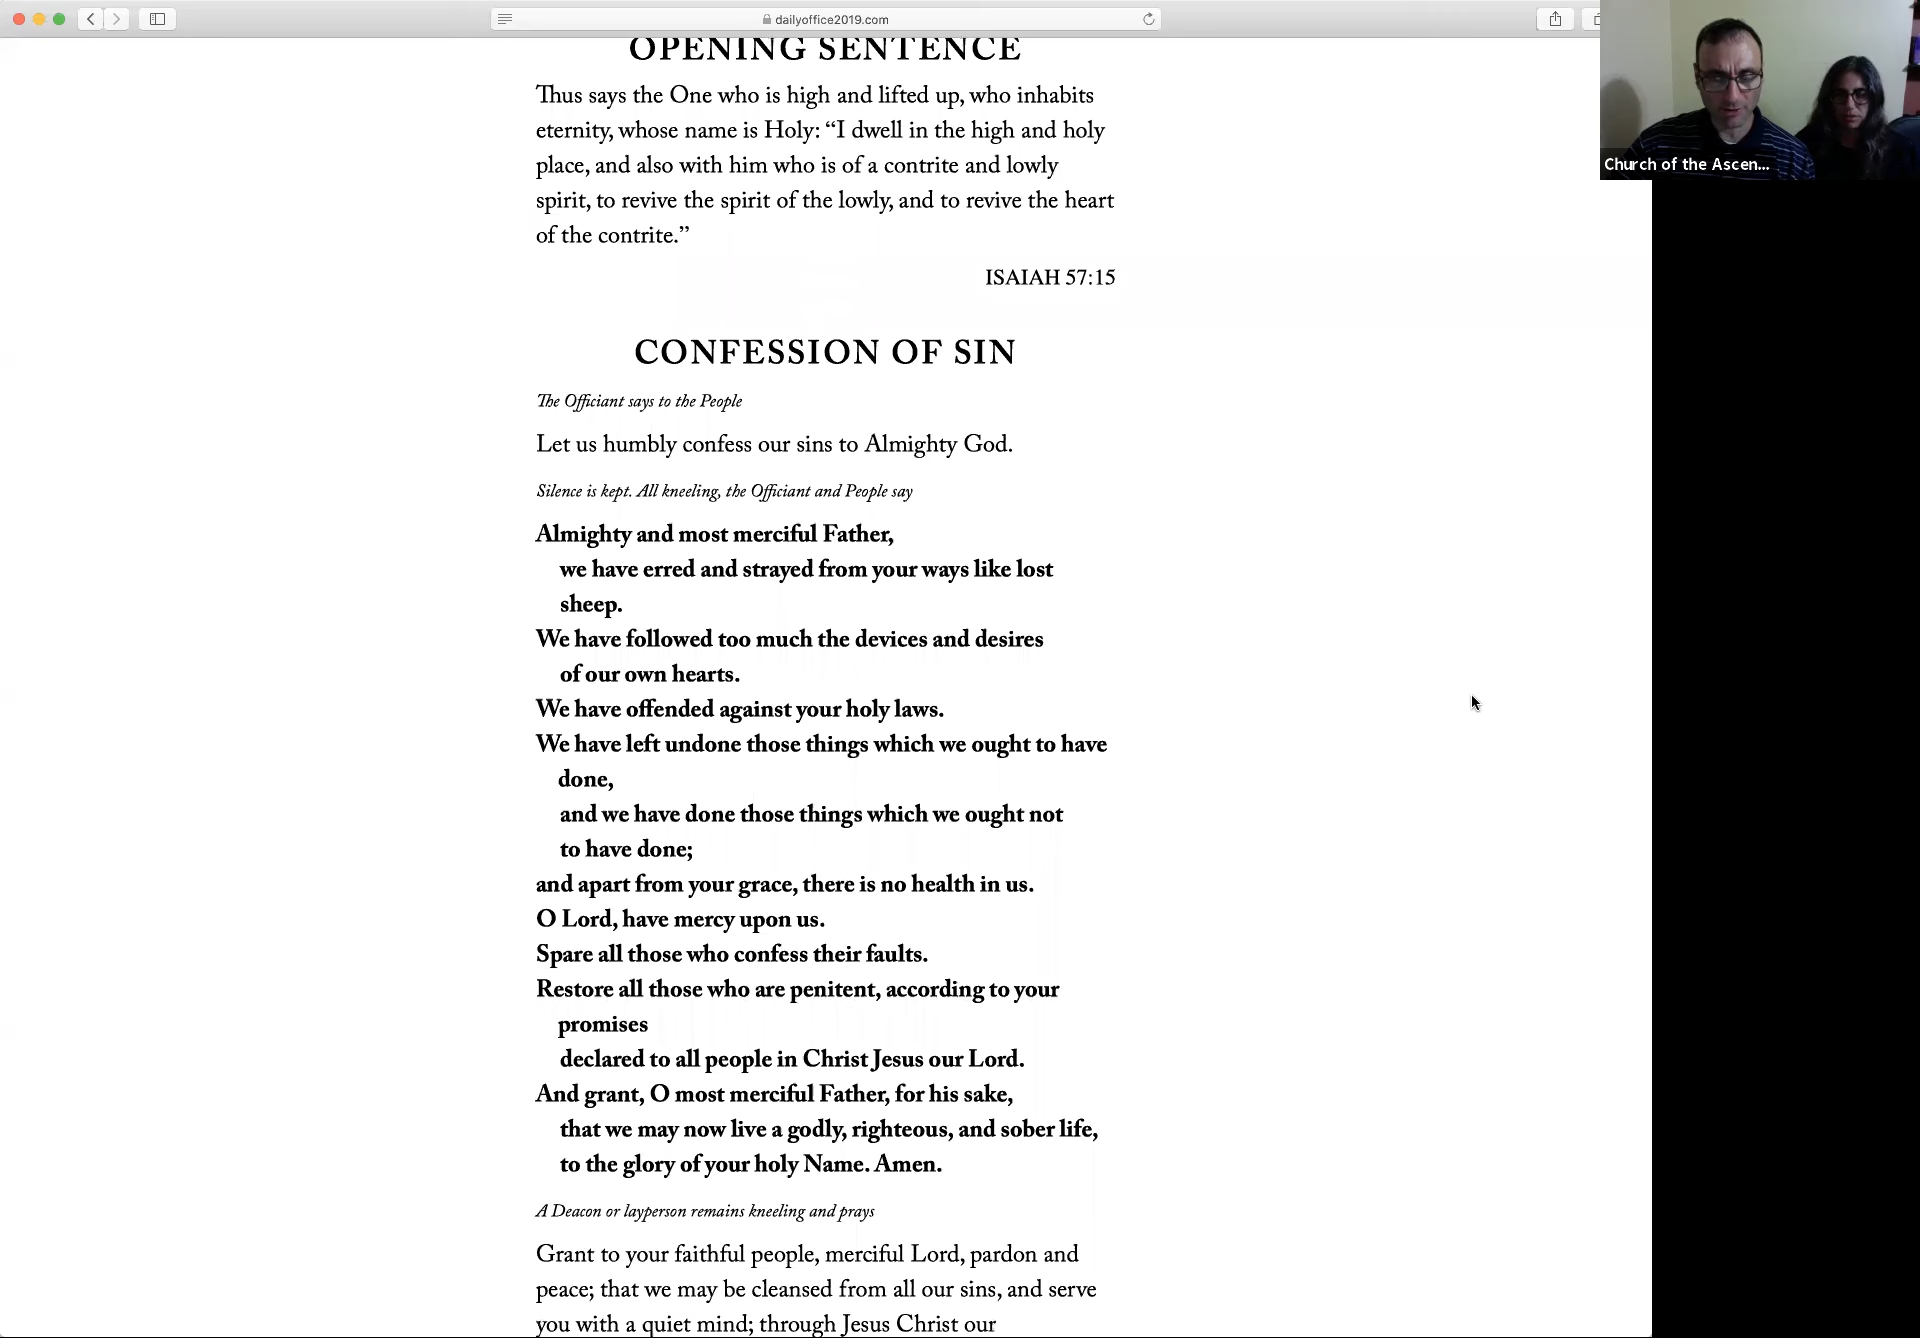 dailyoffice2019.com
OPENING SENTENCE
Thus says the One who is high and lifted up, who inhabits
eternity, whose name is Holy: “I dwell in the high and holy
place, and also with him who is of a contrite and lowly
spirit, to revive the spirit of the lowly, and to revive the heart
of the contrite.”
ISAIAH 57:15
CONFESSION OF SIN
The Officiant says to the People
Let us humbly confess our sins to Almighty God.
Silence is kept. All kneeling, the Officiant and People say
Almighty and most merciful Father,
we have erred and strayed from your ways like lost
sheep.
We have followed too much the devices and desires
of our own hearts.
We have offended against your holy laws.
We have left undone those things which we ought to have
done,
and we have done those things which we ought not
to have done;
and apart from your grace, there is no health in us.
O Lord, have mercy upon us.
Spare all those who confess their faults.
Restore all those who are penitent, according to your
promises
declared to all people in Christ Jesus our Lord.
And grant, O most merciful Father, for his sake,
that we may now live a godly, righteous, and sober life,
to the glory of your holy Name. Amen.
A Deacon or layperson remains kneeling and prays
Grant to your faithful people, merciful Lord, pardon and
peace; that we may be cleansed from all our sins, and serve
you with a quiet mind; through Jesus Christ our
Church of the Ascen...